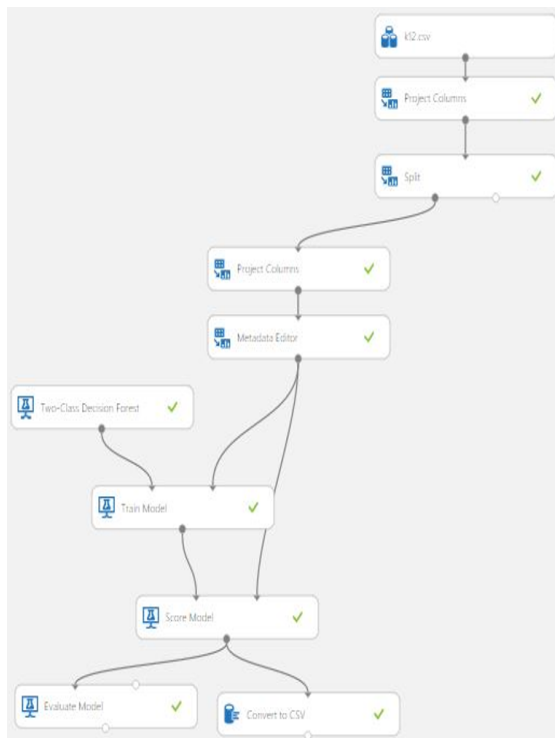 k12.csv
Project Columns
Split
Project Columns
Metadata Editor
Two-Class Decision Forest
Train Model
Score Model
Evaluate Model
Convert to CSV